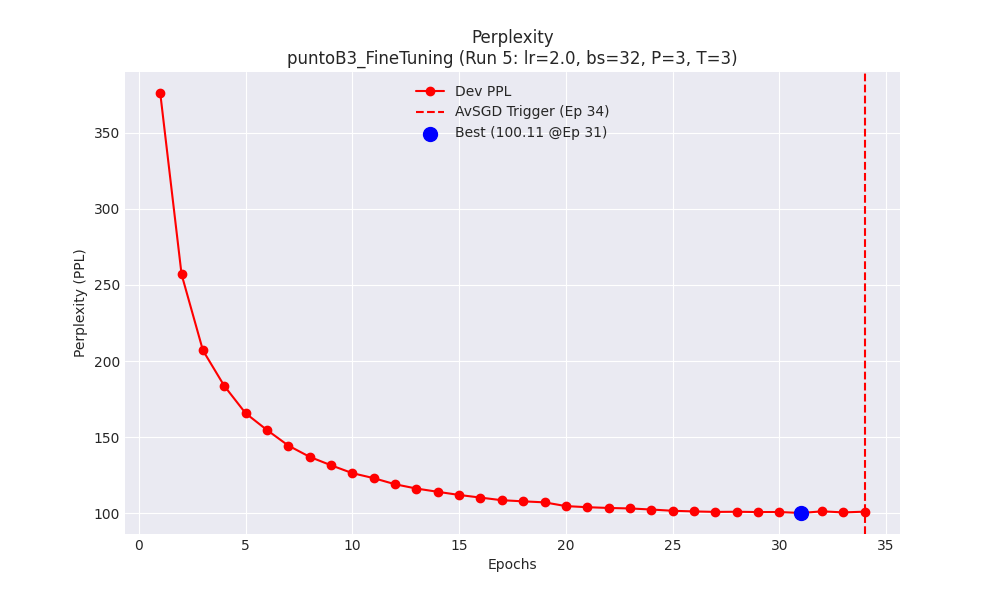 Perplexity
puntoB3_FineTuning (Run 5: lr=2.0, bs=32, P=3, T=3)
Dev PPL
AvSGD Trigger (Ep 34)
Best (100.11 @Ep 31)
Perplexity (PPL)
350
300
250
200
150
100
0 5 10 15 20 25 30 35
Epochs